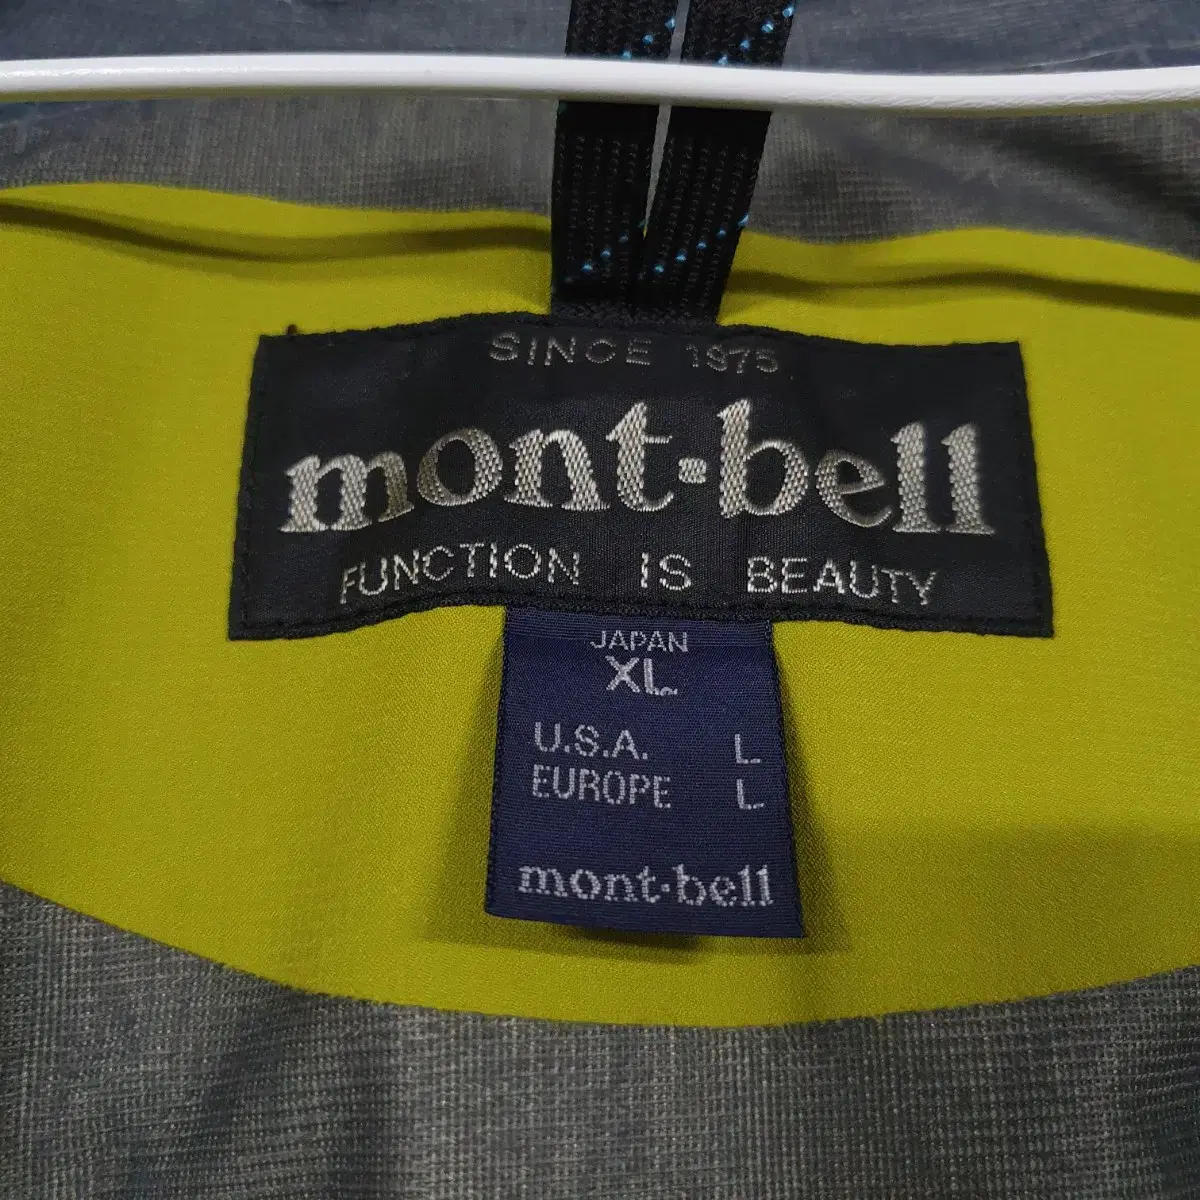 SINCE 1975
mont-bell
FUNCTION IS BEAUTY
JAPAN
XL
U.S.A. L
EUROPE L
mont-bell